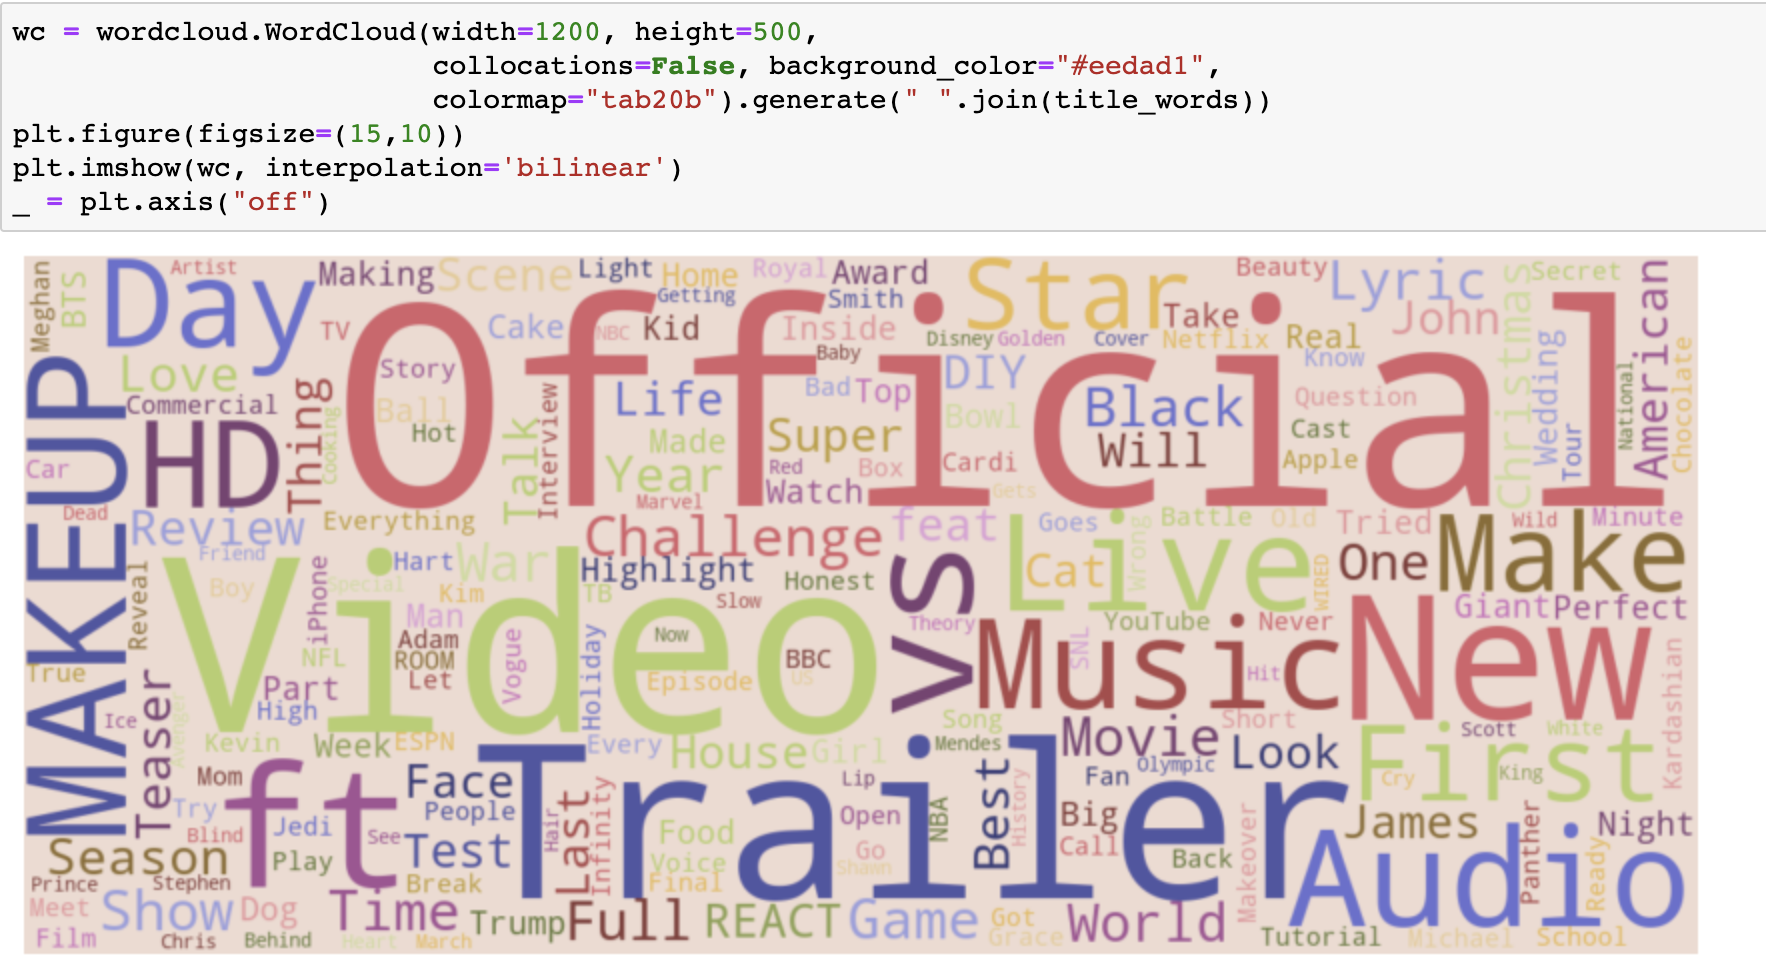 wc = wordcloud.WordCloud(width=1200, height=500,
                         collocations=False, background_color="#eedad1",
                         colormap="tab20b").generate(" ".join(title_words))
plt.figure(figsize=(15,10))
plt.imshow(wc, interpolation='bilinear')
_ = plt.axis("off")
Meghan
BTS
Day
Artist
Making
Scene
Light
Home
Royal
Award
Star
Beauty
Lyric
Secret
American
Getting
Smith
TV
Official
Cake
NBC
Kid
Inside
Take
John
Christmas
Disney
Golden
Cover
Netflix
Real
Know
Baby
Love
Story
Life
Bad
Top
DIY
Black
Question
Wedding
National
Chocolate
MAKEUP
Commercial
Thing
Ball
Cooking
Hot
Talk
Interview
Made
Super
Bowl
Will
Cast
Tour
HD
Year
Red
Box
Cardi
Apple
Car
Watch
Marvel
Gets
Dead
Review
Everything
Challenge
feat
Live
Goes
Battle
Old
Tried
Wild
Minute
Friend
Video
Hart
War
Highlight
Honest
vs
Cat
Wrong
One
Make
Reveal
Boy
iPhone
Special
Kim
TB
Slow
WIRED
Giant
Perfect
Man
Theory
YouTube
Never
New
Adam
ROOM
Let
NFL
Vogue
Holiday
Now
BBC
US
Music
SNL
Hit
True
Part
High
Episode
Kardashian
Teaser
Ice
Avenger
Song
Short
Kevin
Week
ESPN
Every
House
Girl
Mendes
Movie
Look
First
Scott
White
Mom
ft
Face
Trailer
Lip
Best
History
Fan
Olympic
Cry
King
Try
People
Hair
Last
Infinity
Open
NBA
Big
James
Panther
Night
Blind
Jedi
See
Test
Food
Go
Call
Makeover
Audio
Season
Play
Voice
Shawn
Back
Ready
Prince
Stephen
Break
Final
Meet
Show
Dog
Time
Trump
Full
REACT
Game
Got
Grace
World
Film
Chris
Behind
Heart
March
Tutorial
Michael
School